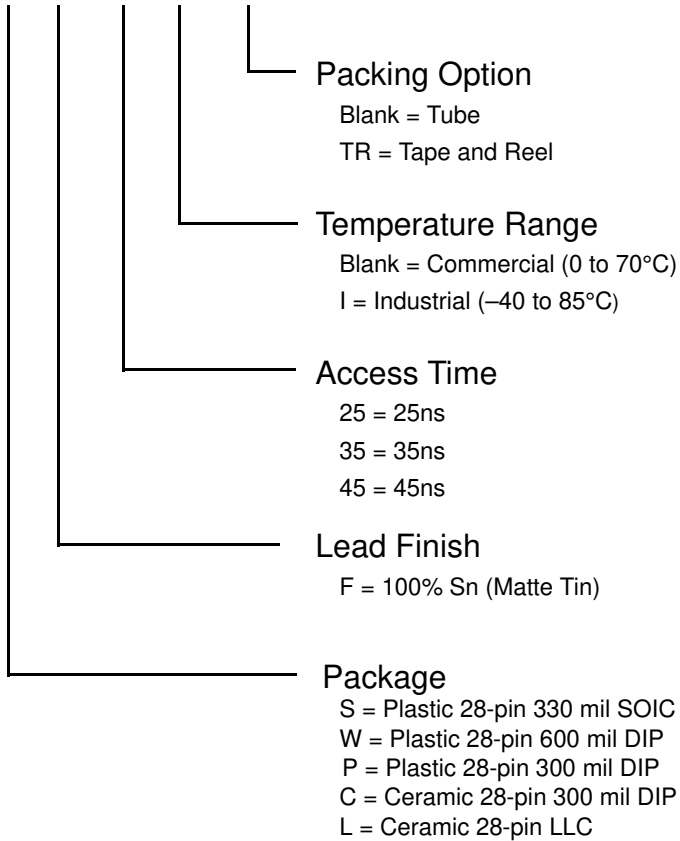 Packing Option
Blank = Tube
TR = Tape and Reel
Temperature Range
Blank = Commercial (0 to 70°C)
I = Industrial (–40 to 85°C)
Access Time
25 = 25ns
35 = 35ns
45 = 45ns
Lead Finish
F = 100% Sn (Matte Tin)
Package
S = Plastic 28-pin 330 mil SOIC
W = Plastic 28-pin 600 mil DIP
P = Plastic 28-pin 300 mil DIP
C = Ceramic 28-pin 300 mil DIP
L = Ceramic 28-pin LLC